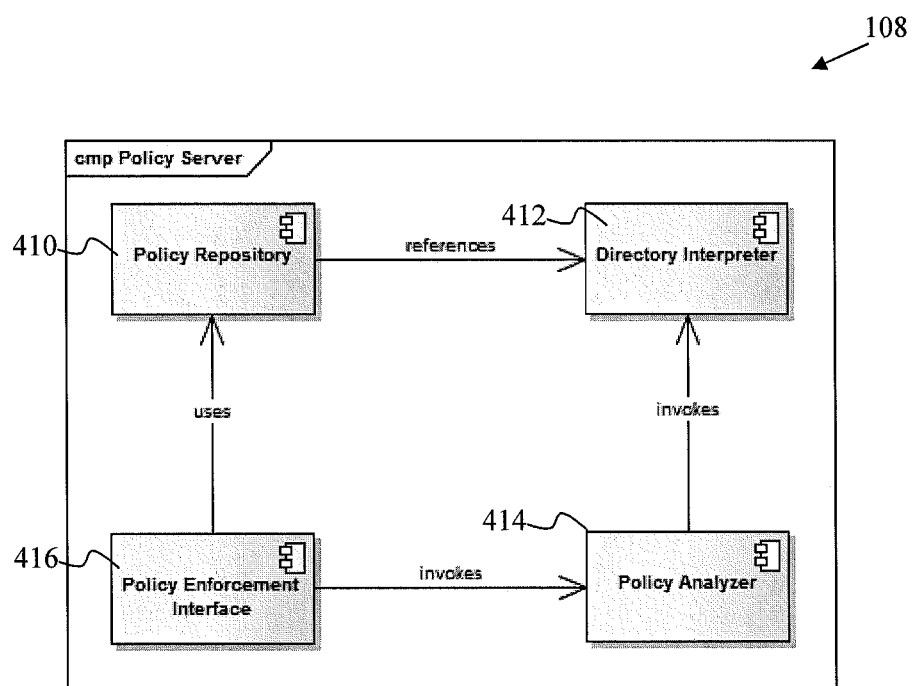 108
cmp Policy Server
410
Policy Repository
references
412
Directory Interpreter
uses
invokes
416
Policy Enforcement
Interface
invokes
414
Policy Analyzer